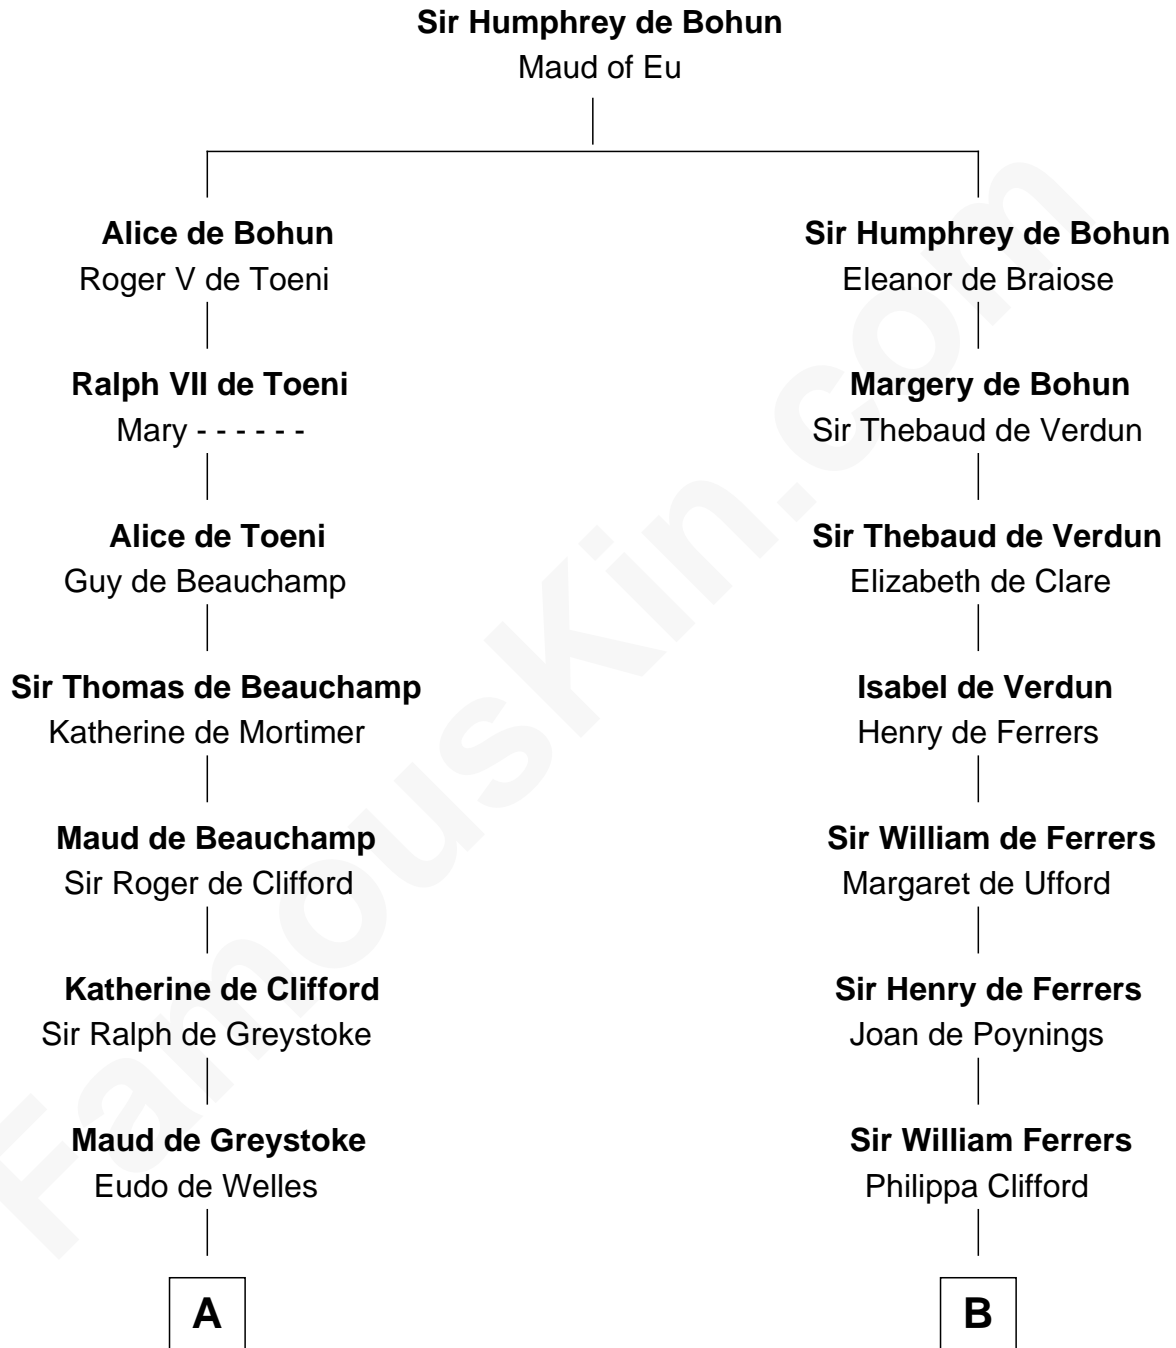 Sir Humphrey de Bohun
Maud of Eu
Alice de Bohun
Roger V de Toeni
Ralph VII de Toeni
Mary - - - - - -
Alice de Toeni
Guy de Beauchamp
Sir Thomas de Beauchamp
Katherine de Mortimer
Maud de Beauchamp
Sir Roger de Clifford
Katherine de Clifford
Sir Ralph de Greystoke
Maud de Greystoke
Eudo de Welles
A
Sir Humphrey de Bohun
Eleanor de Braiose
Margery de Bohun
Sir Thebaud de Verdun
Sir Thebaud de Verdun
Elizabeth de Clare
Isabel de Verdun
Henry de Ferrers
Sir William de Ferrers
Margaret de Ufford
Sir Henry de Ferrers
Joan de Poynings
Sir William Ferrers
Philippa Clifford
B
FamousKin.com